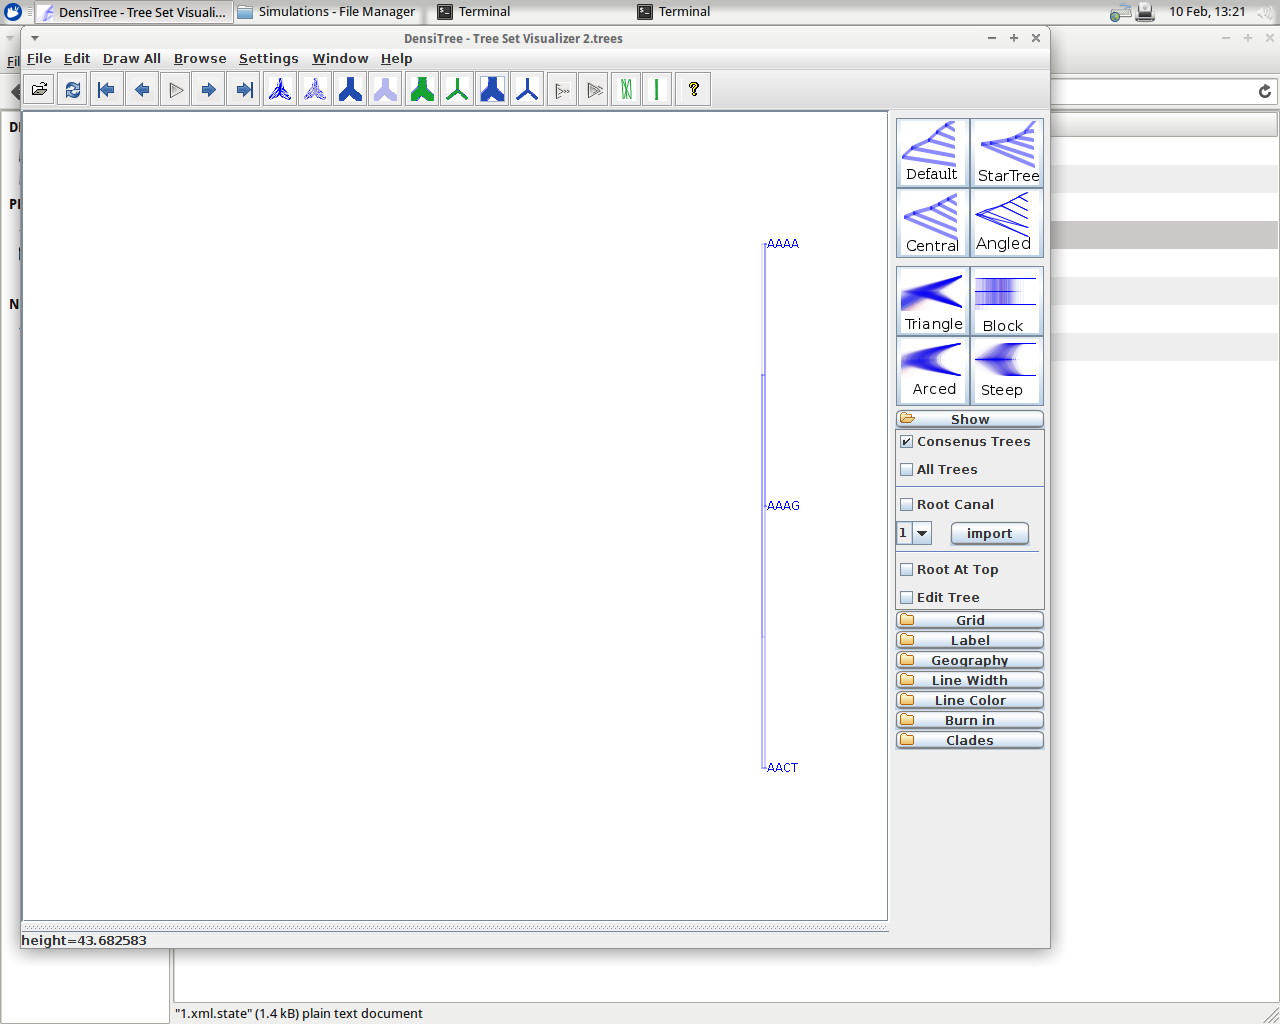 DensiTree - Tree Set Visuali...
Simulations - File Manager
Terminal
Terminal
10 Feb, 13:21
DensiTree - Tree Set Visualizer 2.trees
File Edit Draw All Browse Settings Window Help
?
Default
StarTree
Central
Angled
Triangle
Block
Arced
Steep
Show
Consenus Trees
All Trees
Root Canal
1
import
Root At Top
Edit Tree
Grid
Label
Geography
Line Width
Line Color
Burn in
Clades
AAAA
AAAG
AACT
height=43.682583
"1.xml.state" (1.4 kB) plain text document